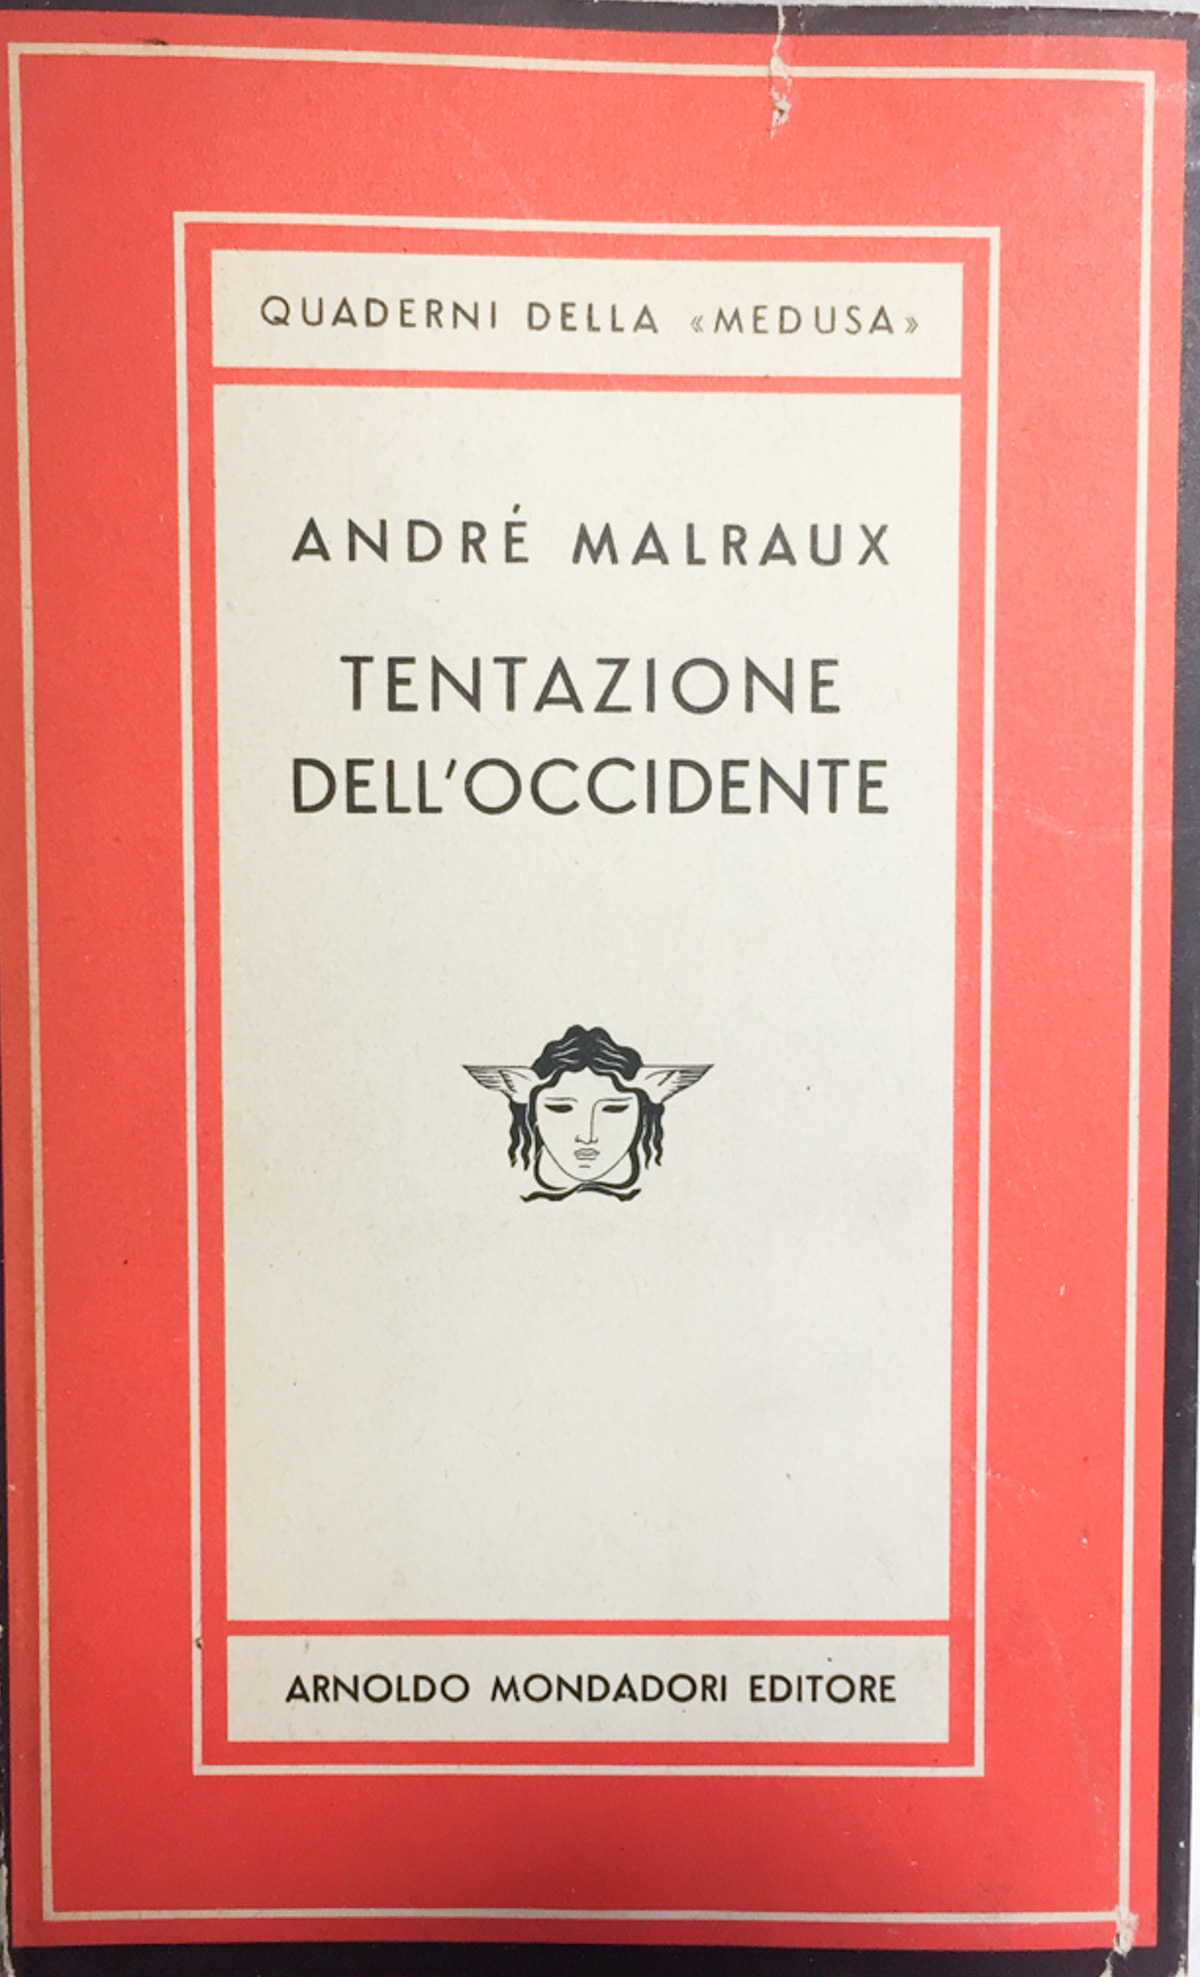 QUADERNI DELLA «MEDUSA»
ANDRÉ MALRAUX
TENTAZIONE
DELL'OCCIDENTE
ARNOLDO MONDADORI EDITORE